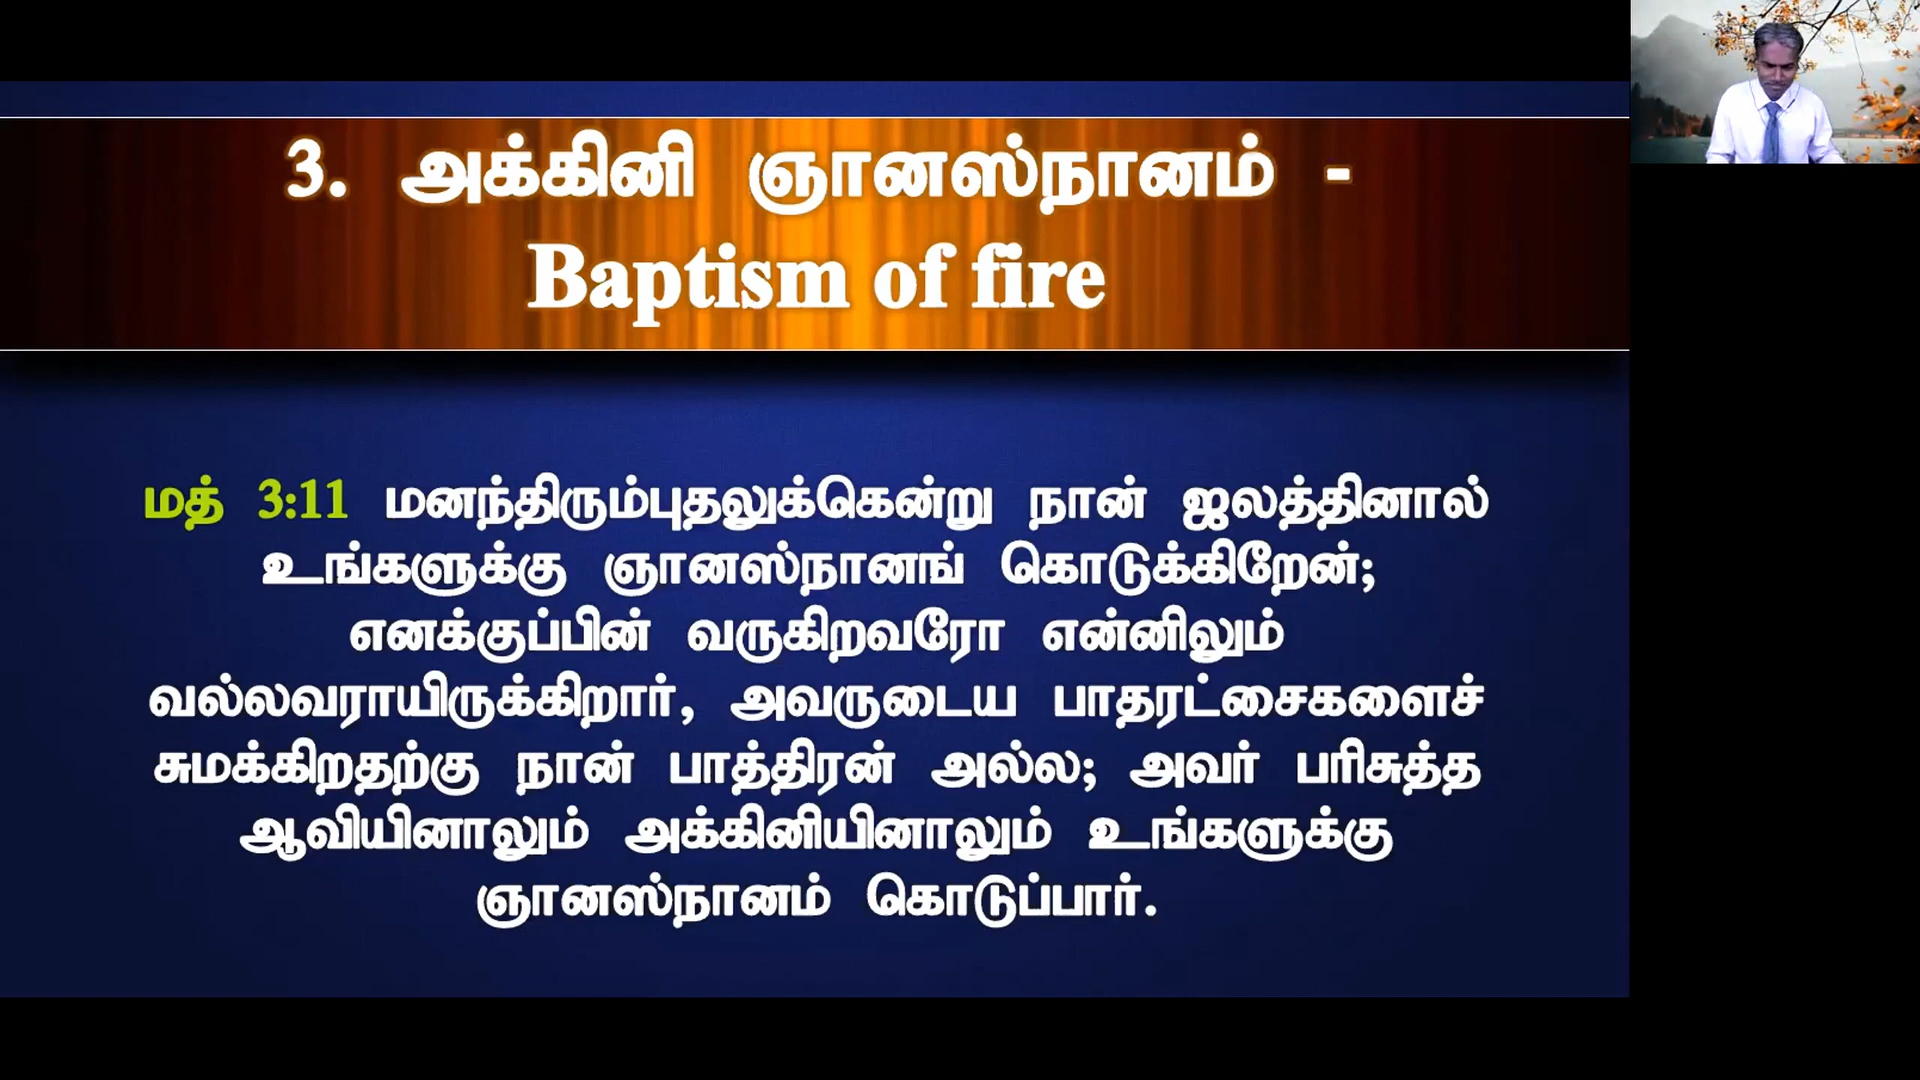 3. அக்கினி ஞானஸ்நானம் -
Baptism of fire
மத் 3:11 மனந்திரும்புதலுக்கென்று நான் ஜலத்தினால்
உங்களுக்கு ஞானஸ்நானங் கொடுக்கிறேன்;
எனக்குப்பின் வருகிறவரோ என்னிலும்
வல்லவராயிருக்கிறார், அவருடைய பாதரட்சைகளைச்
சுமக்கிறதற்கு நான் பாத்திரன் அல்ல; அவர் பரிசுத்த
ஆவியினாலும் அக்கினியினாலும் உங்களுக்கு
ஞானஸ்நானம் கொடுப்பார்.